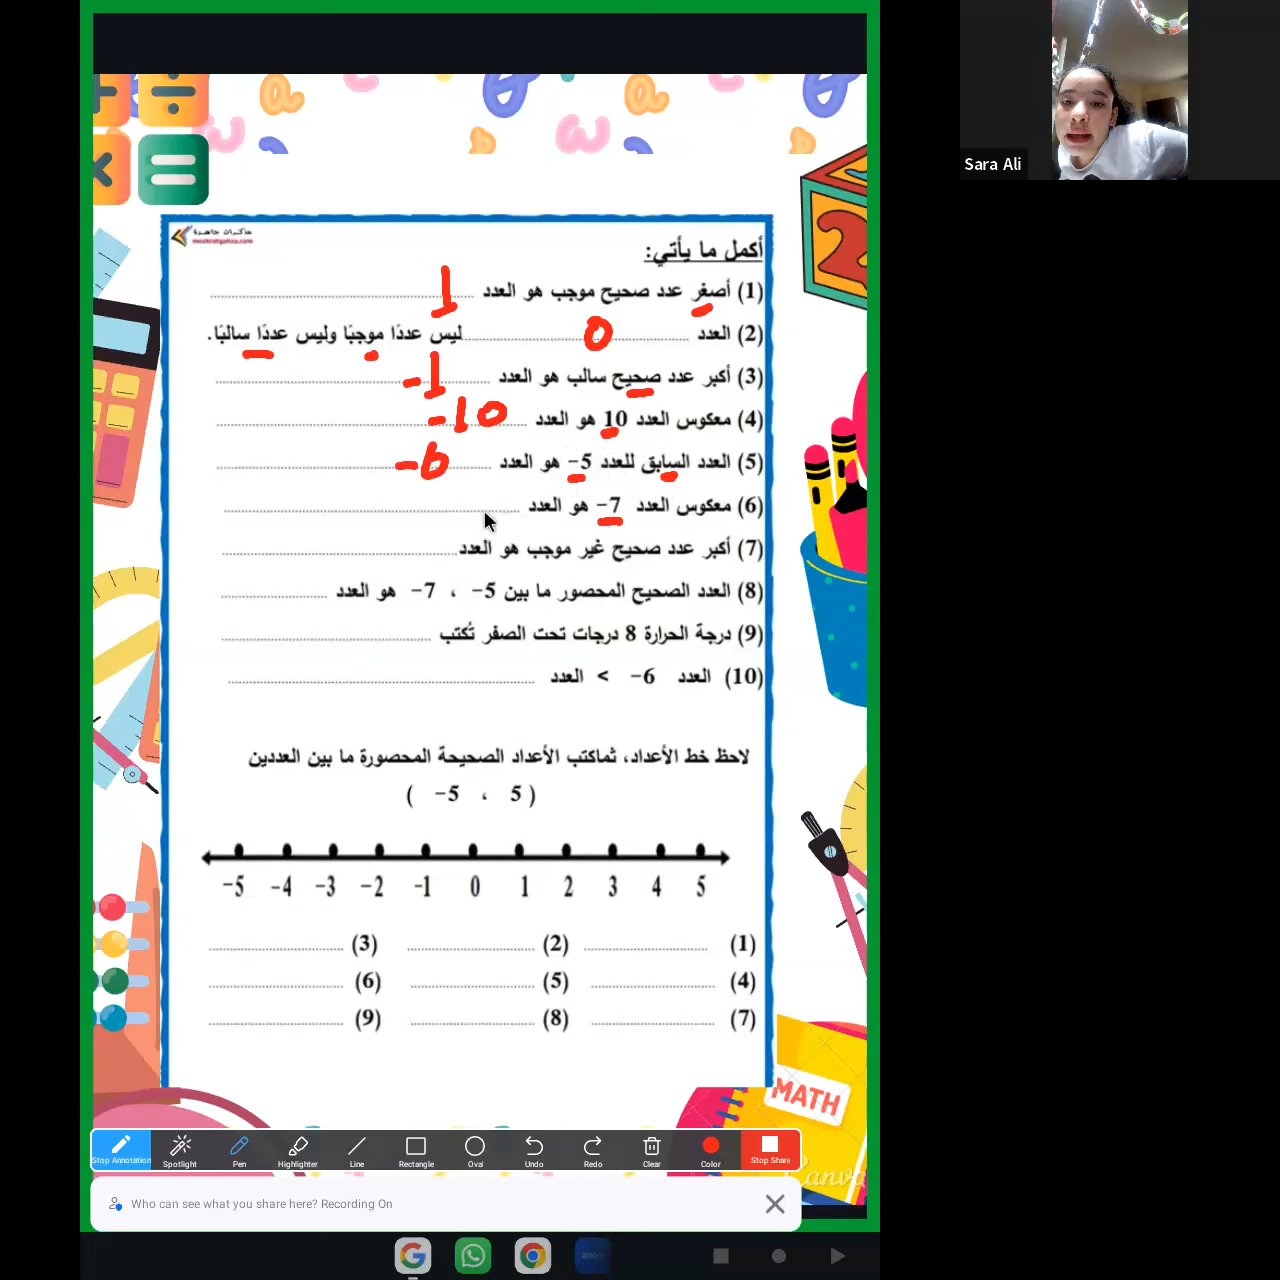 Sara Ali
مذكرات جاهزة
أكمل ما يأتي:
(1) أصغر عدد صحيح موجب هو العدد 1
(2) العدد 0 ليس عددًا موجبًا وليس عددًا سالبًا.
(3) أكبر عدد صحيح سالب هو العدد -1
(4) معكوس العدد 10 هو العدد -10
(5) العدد السابق للعدد -5 هو العدد -6
(6) معكوس العدد -7 هو العدد
(7) أكبر عدد صحيح غير موجب هو العدد
(8) العدد الصحيح المحصور ما بين -5 ، -7 هو العدد
(9) درجة الحرارة 8 درجات تحت الصفر تُكتب
(10) العدد -6 > العدد
لاحظ خط الأعداد، ثماكتب الأعداد الصحيحة المحصورة ما بين العددين
( 5 ، -5 )
-5 -4 -3 -2 -1 0 1 2 3 4 5
(1) (2) (3)
(4) (5) (6)
(7) (8) (9)
MATH
Stop Annotation Spotlight Pen Highlighter Line Rectangle Oval Undo Redo Clear Color Stop Share
Who can see what you share here? Recording On